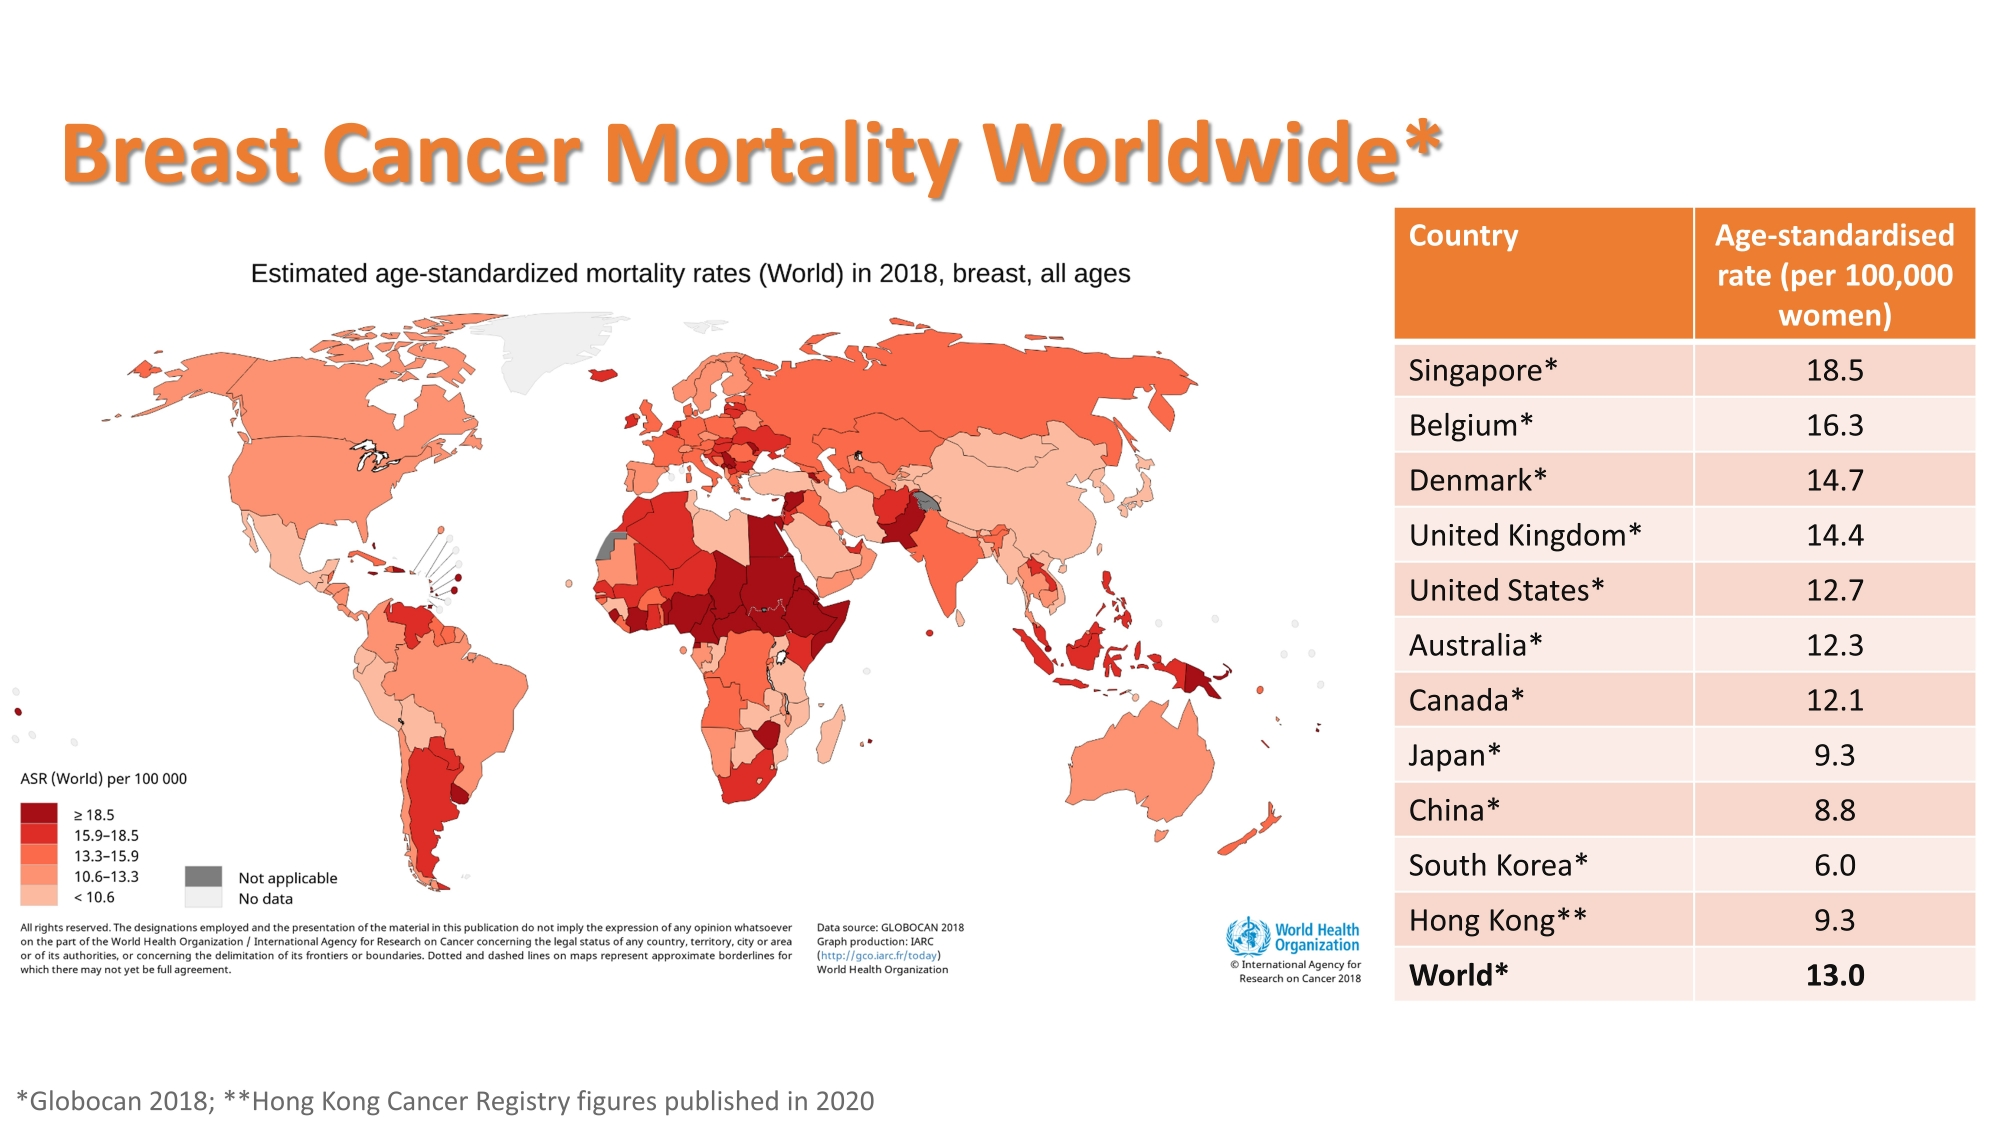 Breast Cancer Mortality Worldwide*
Estimated age-standardized mortality rates (World) in 2018, breast, all ages
ASR (World) per 100 000
≥ 18.5
15.9–18.5
13.3–15.9
10.6–13.3
< 10.6
Not applicable
No data
All rights reserved. The designations employed and the presentation of the material in this publication do not imply the expression of any opinion whatsoever
on the part of the World Health Organization / International Agency for Research on Cancer concerning the legal status of any country, territory, city or area
or of its authorities, or concerning the delimitation of its frontiers or boundaries. Dotted and dashed lines on maps represent approximate borderlines for
which there may not yet be full agreement.
Data source: GLOBOCAN 2018
Graph production: IARC
(http://gco.iarc.fr/today)
World Health Organization
World Health
Organization
© International Agency for
Research on Cancer 2018
Country
Age-standardised
rate (per 100,000
women)
Singapore* 18.5
Belgium* 16.3
Denmark* 14.7
United Kingdom* 14.4
United States* 12.7
Australia* 12.3
Canada* 12.1
Japan* 9.3
China* 8.8
South Korea* 6.0
Hong Kong** 9.3
World* 13.0
*Globocan 2018; **Hong Kong Cancer Registry figures published in 2020